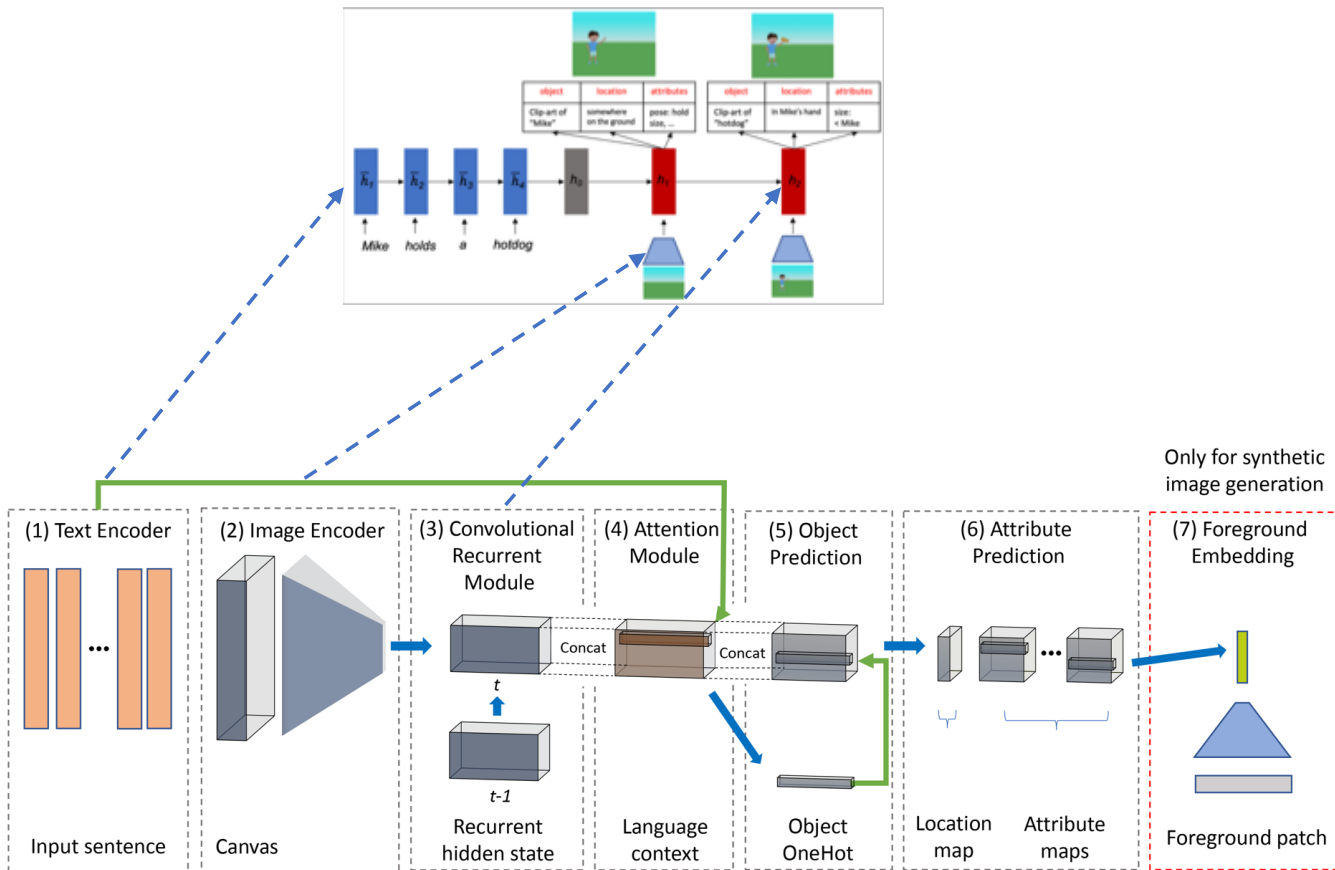 object location attributes
Clip-art of "Mike"
somewhere on the ground
pose: hold size, ...
object location attributes
Clip-art of "hotdog"
in Mike's hand
size: < Mike
h̅₁ h̅₂ h̅₃ h̅₄ h₀ h₁ h₂
Mike holds a hotdog
Only for synthetic
image generation
(1) Text Encoder
(2) Image Encoder
(3) Convolutional
Recurrent
Module
(4) Attention
Module
(5) Object
Prediction
(6) Attribute
Prediction
(7) Foreground
Embedding
...
Concat
Concat
...
t
t-1
Input sentence
Canvas
Recurrent
hidden state
Language
context
Object
OneHot
Location
map
Attribute
maps
Foreground patch